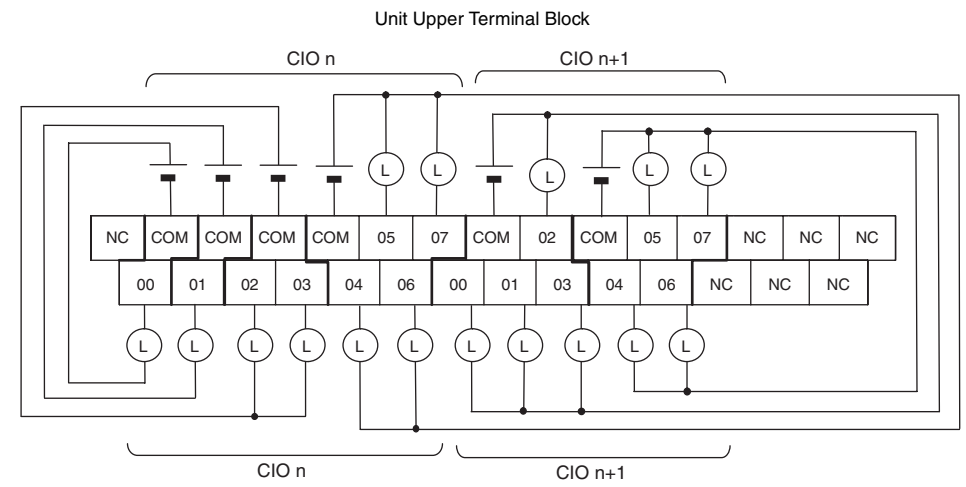 Unit Upper Terminal Block
CIO n CIO n+1
L L L L L
NC COM COM COM COM 05 07 COM 02 COM 05 07 NC NC NC
00 01 02 03 04 06 00 01 03 04 06 NC NC NC
L L L L L L L L L L L
CIO n CIO n+1